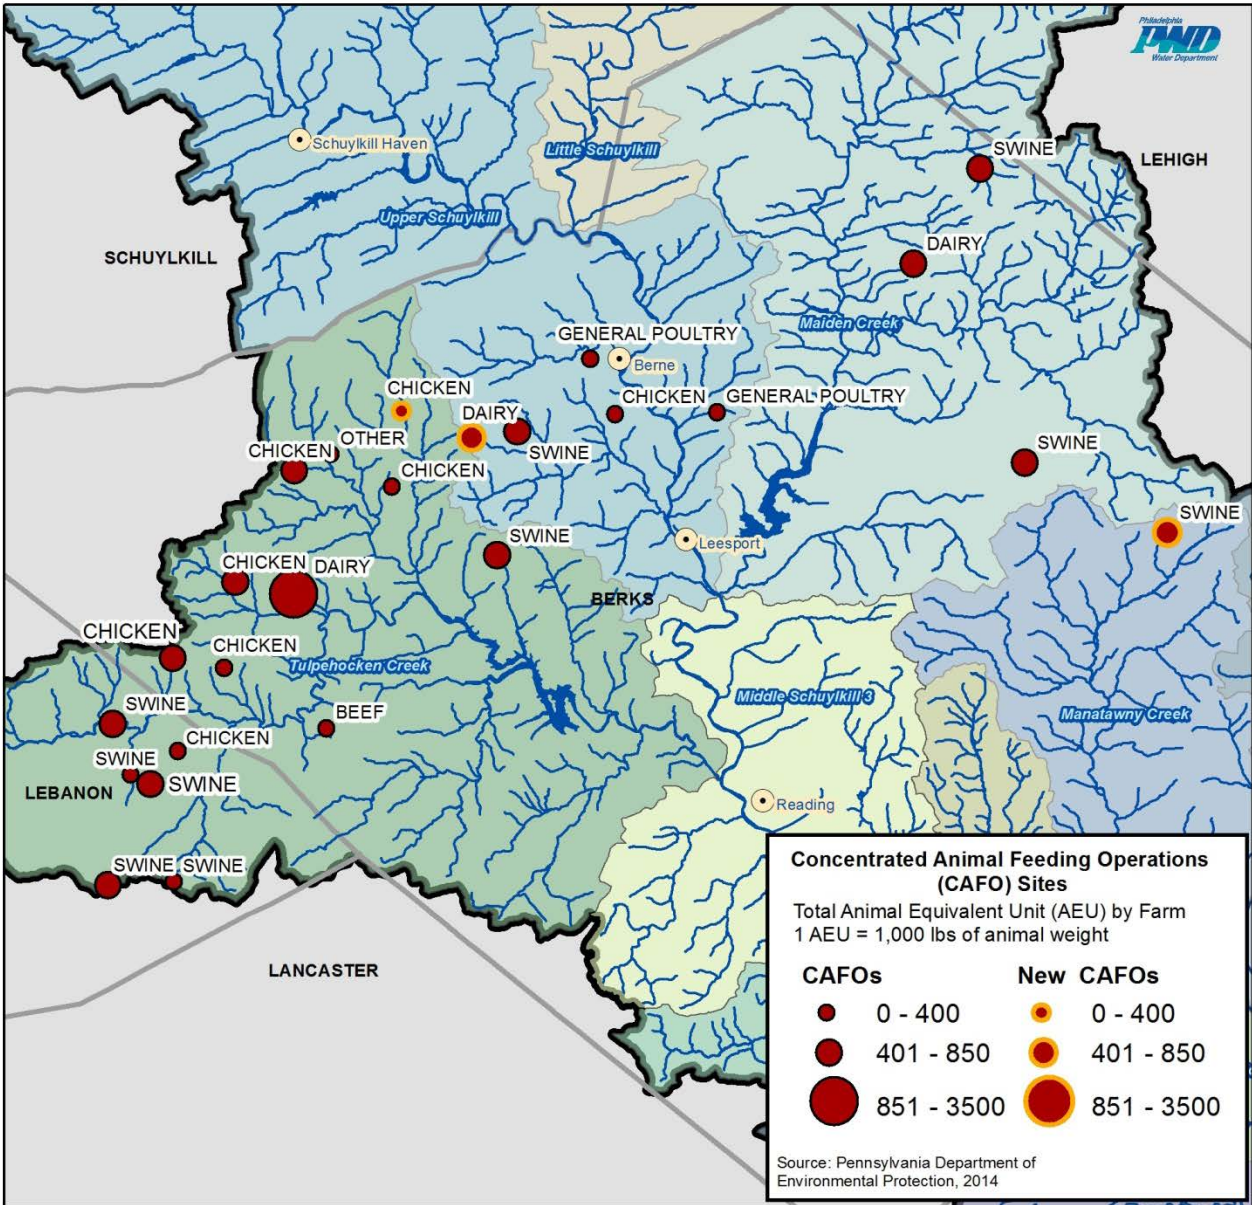 Philadelphia
PWD
Water Department
Schuylkill Haven
Little Schuylkill
SWINE
LEHIGH
Upper Schuylkill
DAIRY
SCHUYLKILL
Maiden Creek
GENERAL POULTRY
Berne
CHICKEN
CHICKEN
GENERAL POULTRY
DAIRY
OTHER
SWINE
SWINE
CHICKEN
CHICKEN
SWINE
SWINE
Leesport
CHICKEN
DAIRY
BERKS
CHICKEN
CHICKEN
Tulpehocken Creek
Middle Schuylkill 3
SWINE
BEEF
Manatawny Creek
CHICKEN
SWINE
SWINE
LEBANON
Reading
SWINE
SWINE
LANCASTER
Concentrated Animal Feeding Operations
(CAFO) Sites
Total Animal Equivalent Unit (AEU) by Farm
1 AEU = 1,000 lbs of animal weight
CAFOs
New CAFOs
0 - 400
0 - 400
401 - 850
401 - 850
851 - 3500
851 - 3500
Source: Pennsylvania Department of
Environmental Protection, 2014